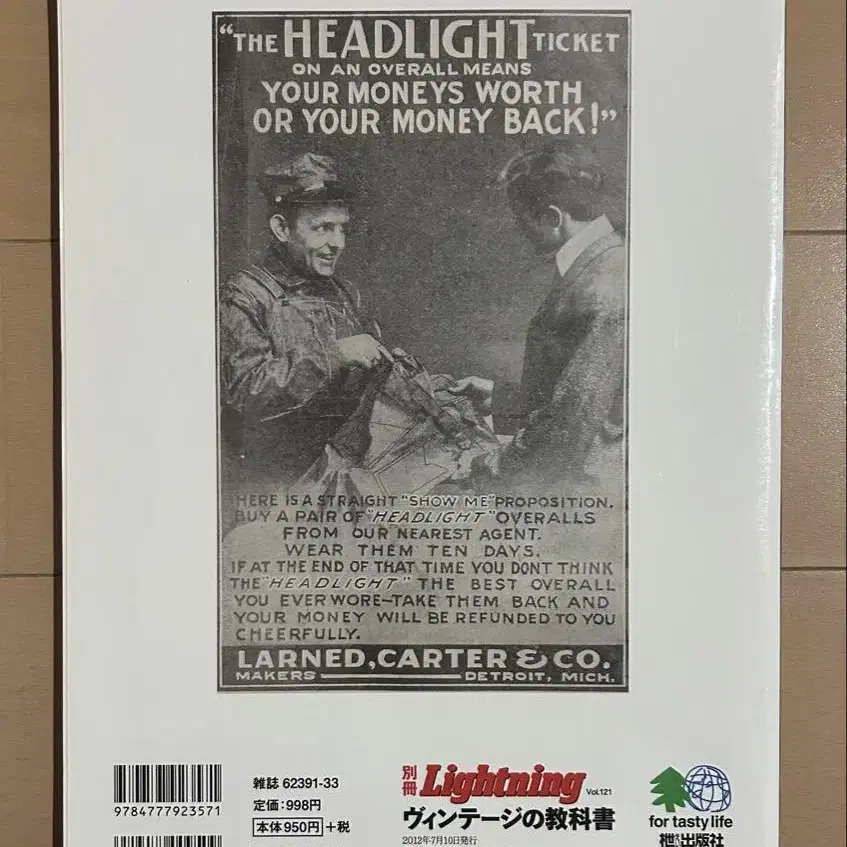 “THE HEADLIGHT TICKET
ON AN OVERALL MEANS
YOUR MONEYS WORTH
OR YOUR MONEY BACK!”
HERE IS A STRAIGHT "SHOW ME" PROPOSITION.
BUY A PAIR OF "HEADLIGHT" OVERALLS
FROM OUR NEAREST AGENT.
WEAR THEM TEN DAYS.
IF AT THE END OF THAT TIME YOU DONT THINK
THE "HEADLIGHT" THE BEST OVERALL
YOU EVER WORE-TAKE THEM BACK AND
YOUR MONEY WILL BE REFUNDED TO YOU
CHEERFULLY.
LARNED, CARTER & CO.
MAKERS DETROIT, MICH.
9784777923571
雑誌 62391-33
定価:998円
本体950円+税
別冊 Lightning Vol.121
ヴィンテージの教科書
2012年7月10日発行
for tasty life
枻出版社